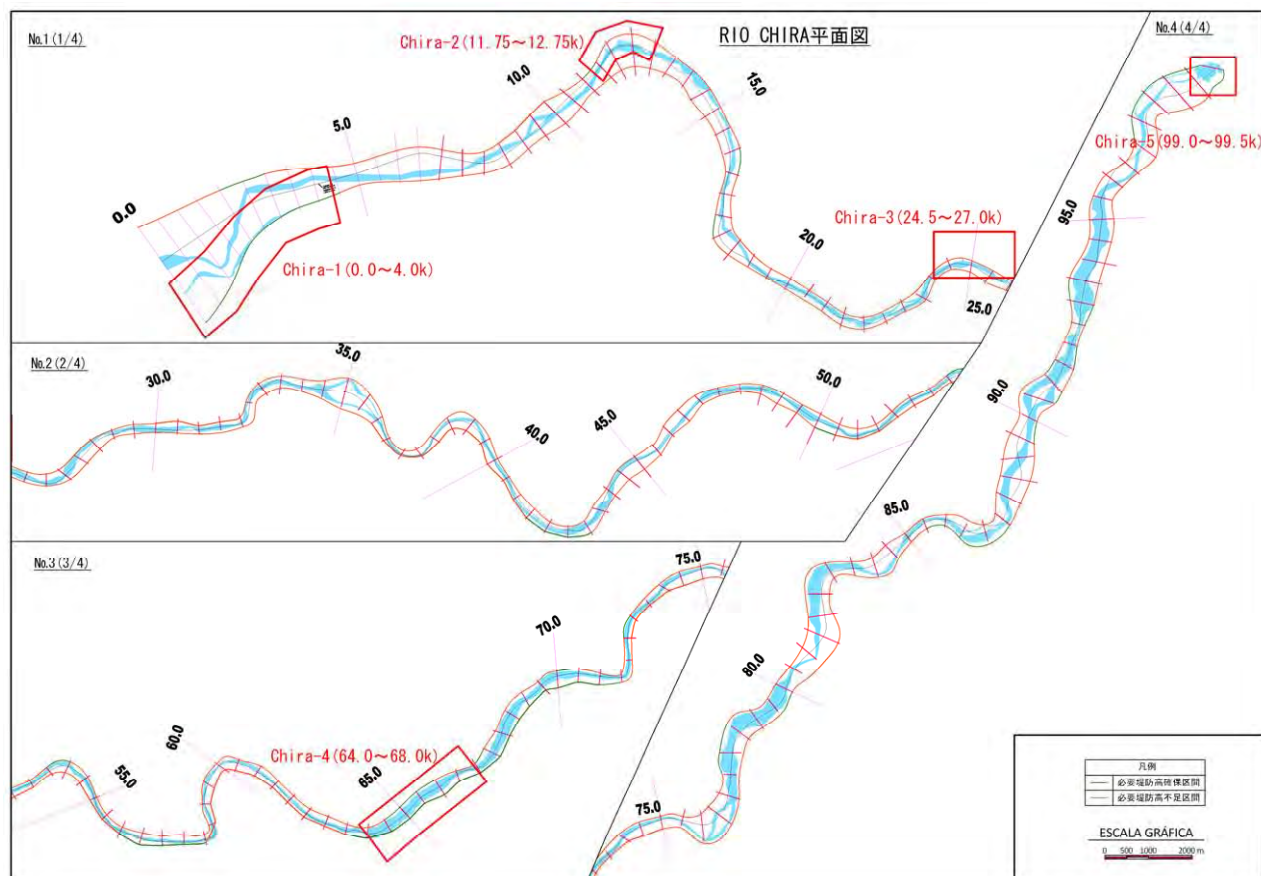 No.1 (1/4)
RIO CHIRA平面図
No.4 (4/4)
Chira-2(11.75～12.75k)
10.0
15.0
5.0
0.0
Chira-1(0.0～4.0k)
Chira-3(24.5～27.0k)
20.0
25.0
Chira-5(99.0～99.5k)
95.0
90.0
85.0
80.0
75.0
No.2 (2/4)
30.0
35.0
40.0
45.0
50.0
No.3 (3/4)
55.0
60.0
Chira-4(64.0～68.0k)
65.0
70.0
75.0
凡例
必要堤防高確保区間
必要堤防高不足区間
ESCALA GRÁFICA
0 500 1000 2000 m